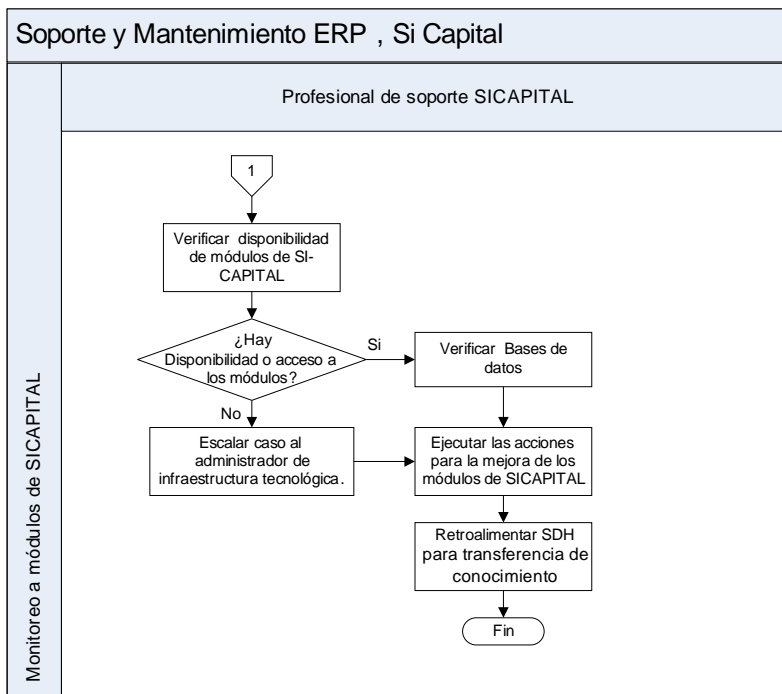 Soporte y Mantenimiento ERP , Si Capital
Profesional de soporte SICAPITAL
Monitoreo a módulos de SICAPITAL
1
Verificar disponibilidad
de módulos de SI-
CAPITAL
¿Hay
Disponibilidad o acceso a
los módulos?
Si
Verificar Bases de
datos
No
Escalar caso al
administrador de
infraestructura tecnológica.
Ejecutar las acciones
para la mejora de los
módulos de SICAPITAL
Retroalimentar SDH
para transferencia de
conocimiento
Fin